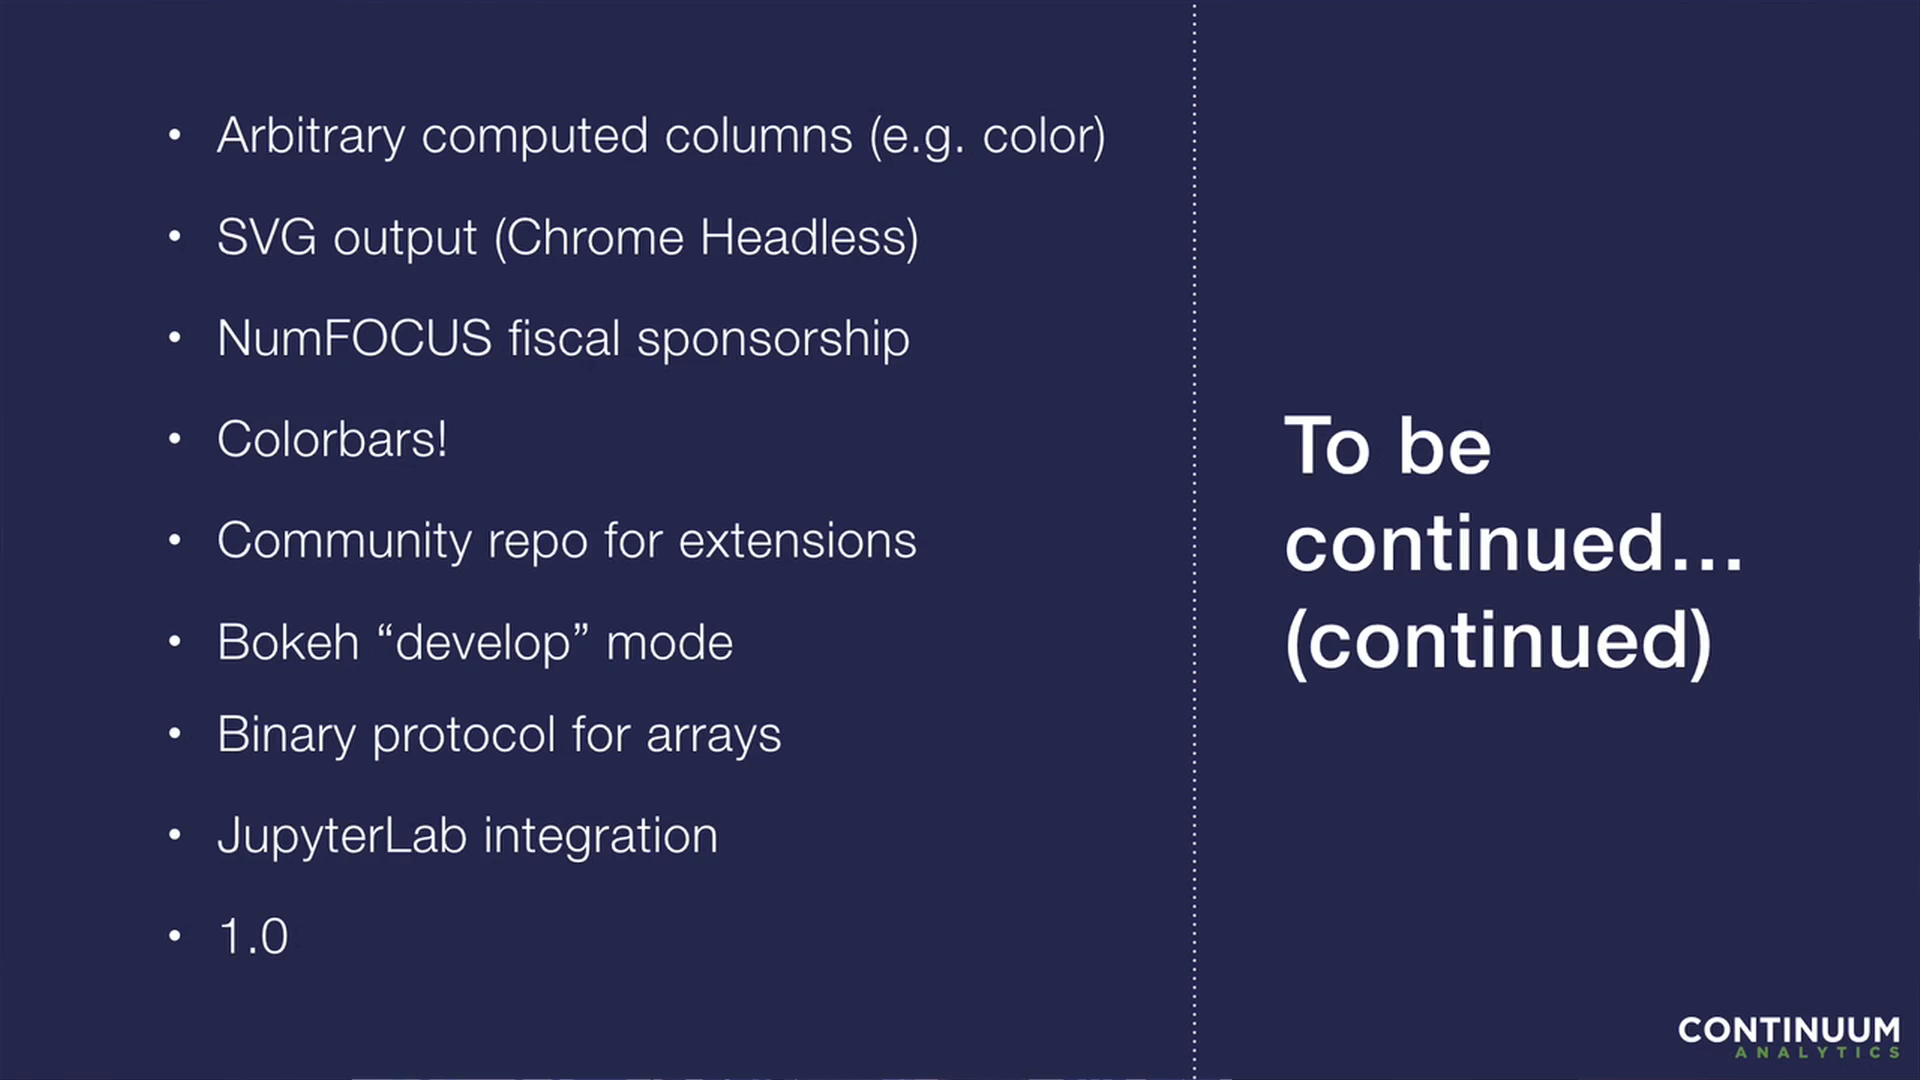 • Arbitrary computed columns (e.g. color)
• SVG output (Chrome Headless)
• NumFOCUS fiscal sponsorship
• Colorbars!
• Community repo for extensions
• Bokeh “develop” mode
• Binary protocol for arrays
• JupyterLab integration
• 1.0
To be
continued…
(continued)
CONTINUUM
ANALYTICS